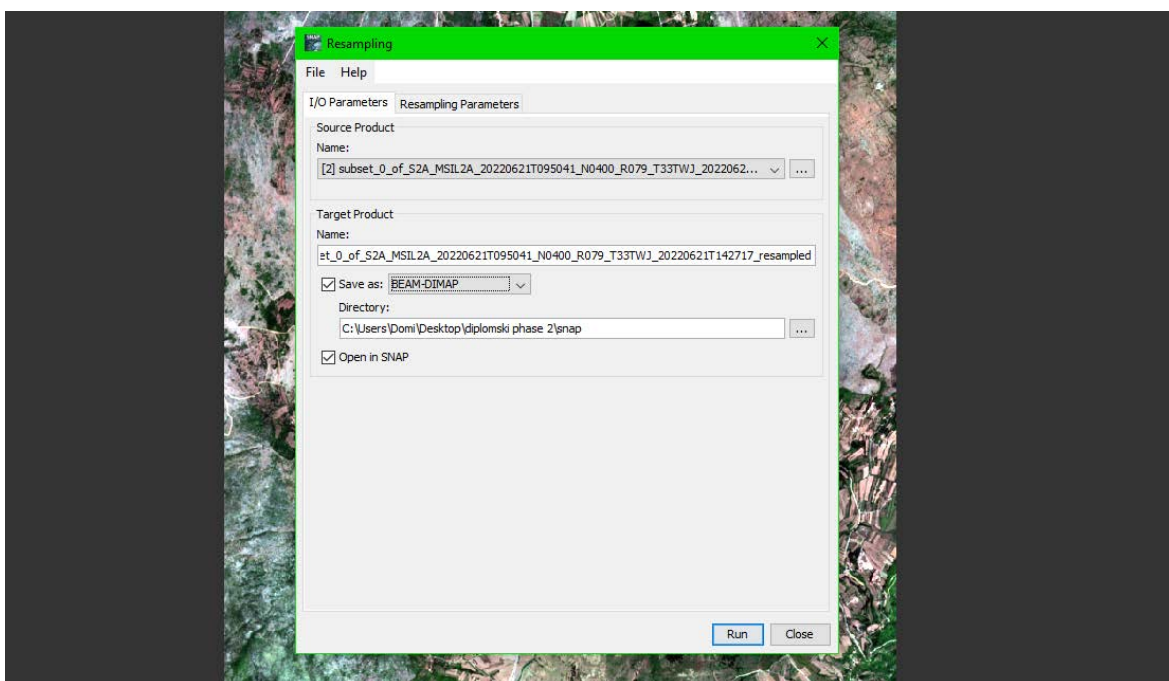 Resampling
File Help
I/O Parameters Resampling Parameters
Source Product
Name:
[2] subset_0_of_S2A_MSIL2A_20220621T095041_N0400_R079_T33TWJ_2022062... ...
Target Product
Name:
et_0_of_S2A_MSIL2A_20220621T095041_N0400_R079_T33TWJ_20220621T142717_resampled
Save as: BEAM-DIMAP
Directory:
C:\Users\Domi\Desktop\diplomski phase 2\snap ...
Open in SNAP
Run Close